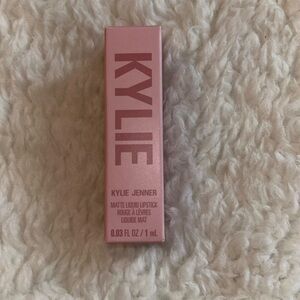 KYLIE
KYLIE JENNER
MATTE LIQUID LIPSTICK
ROUGE À LÈVRES
LIQUIDE MAT
0.03 FL OZ / 1 mL